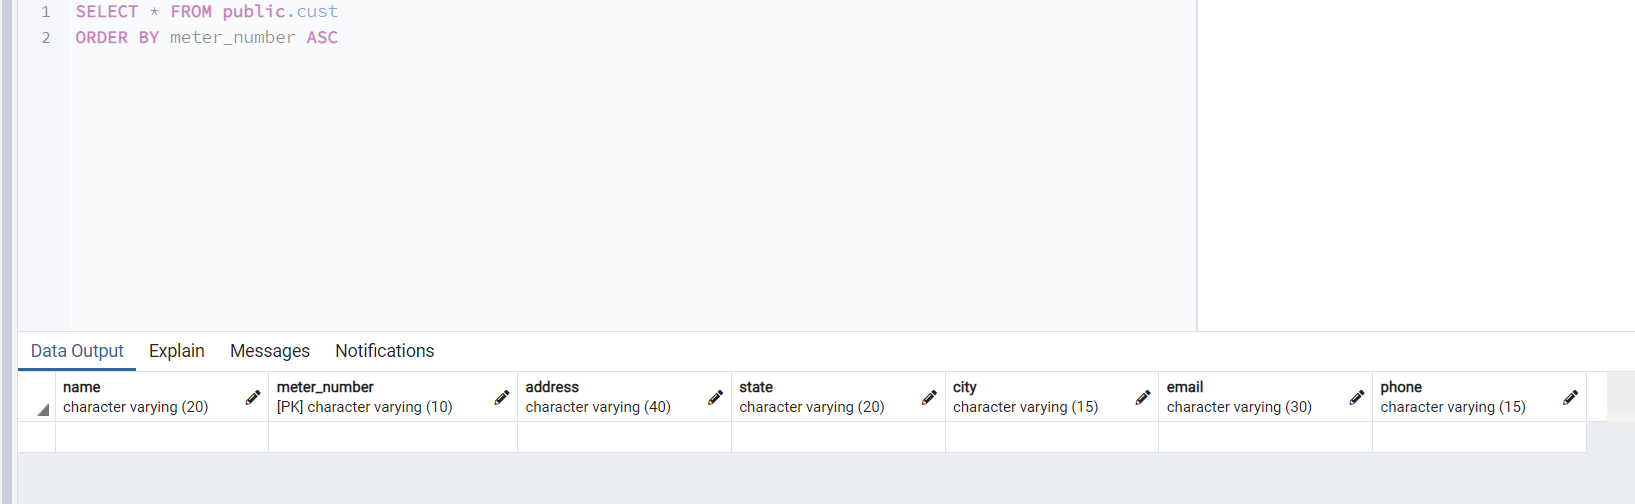 1 SELECT * FROM public.cust
2 ORDER BY meter_number ASC
Data Output Explain Messages Notifications
name meter_number address state city email phone
character varying (20) [PK] character varying (10) character varying (40) character varying (20) character varying (15) character varying (30) character varying (15)